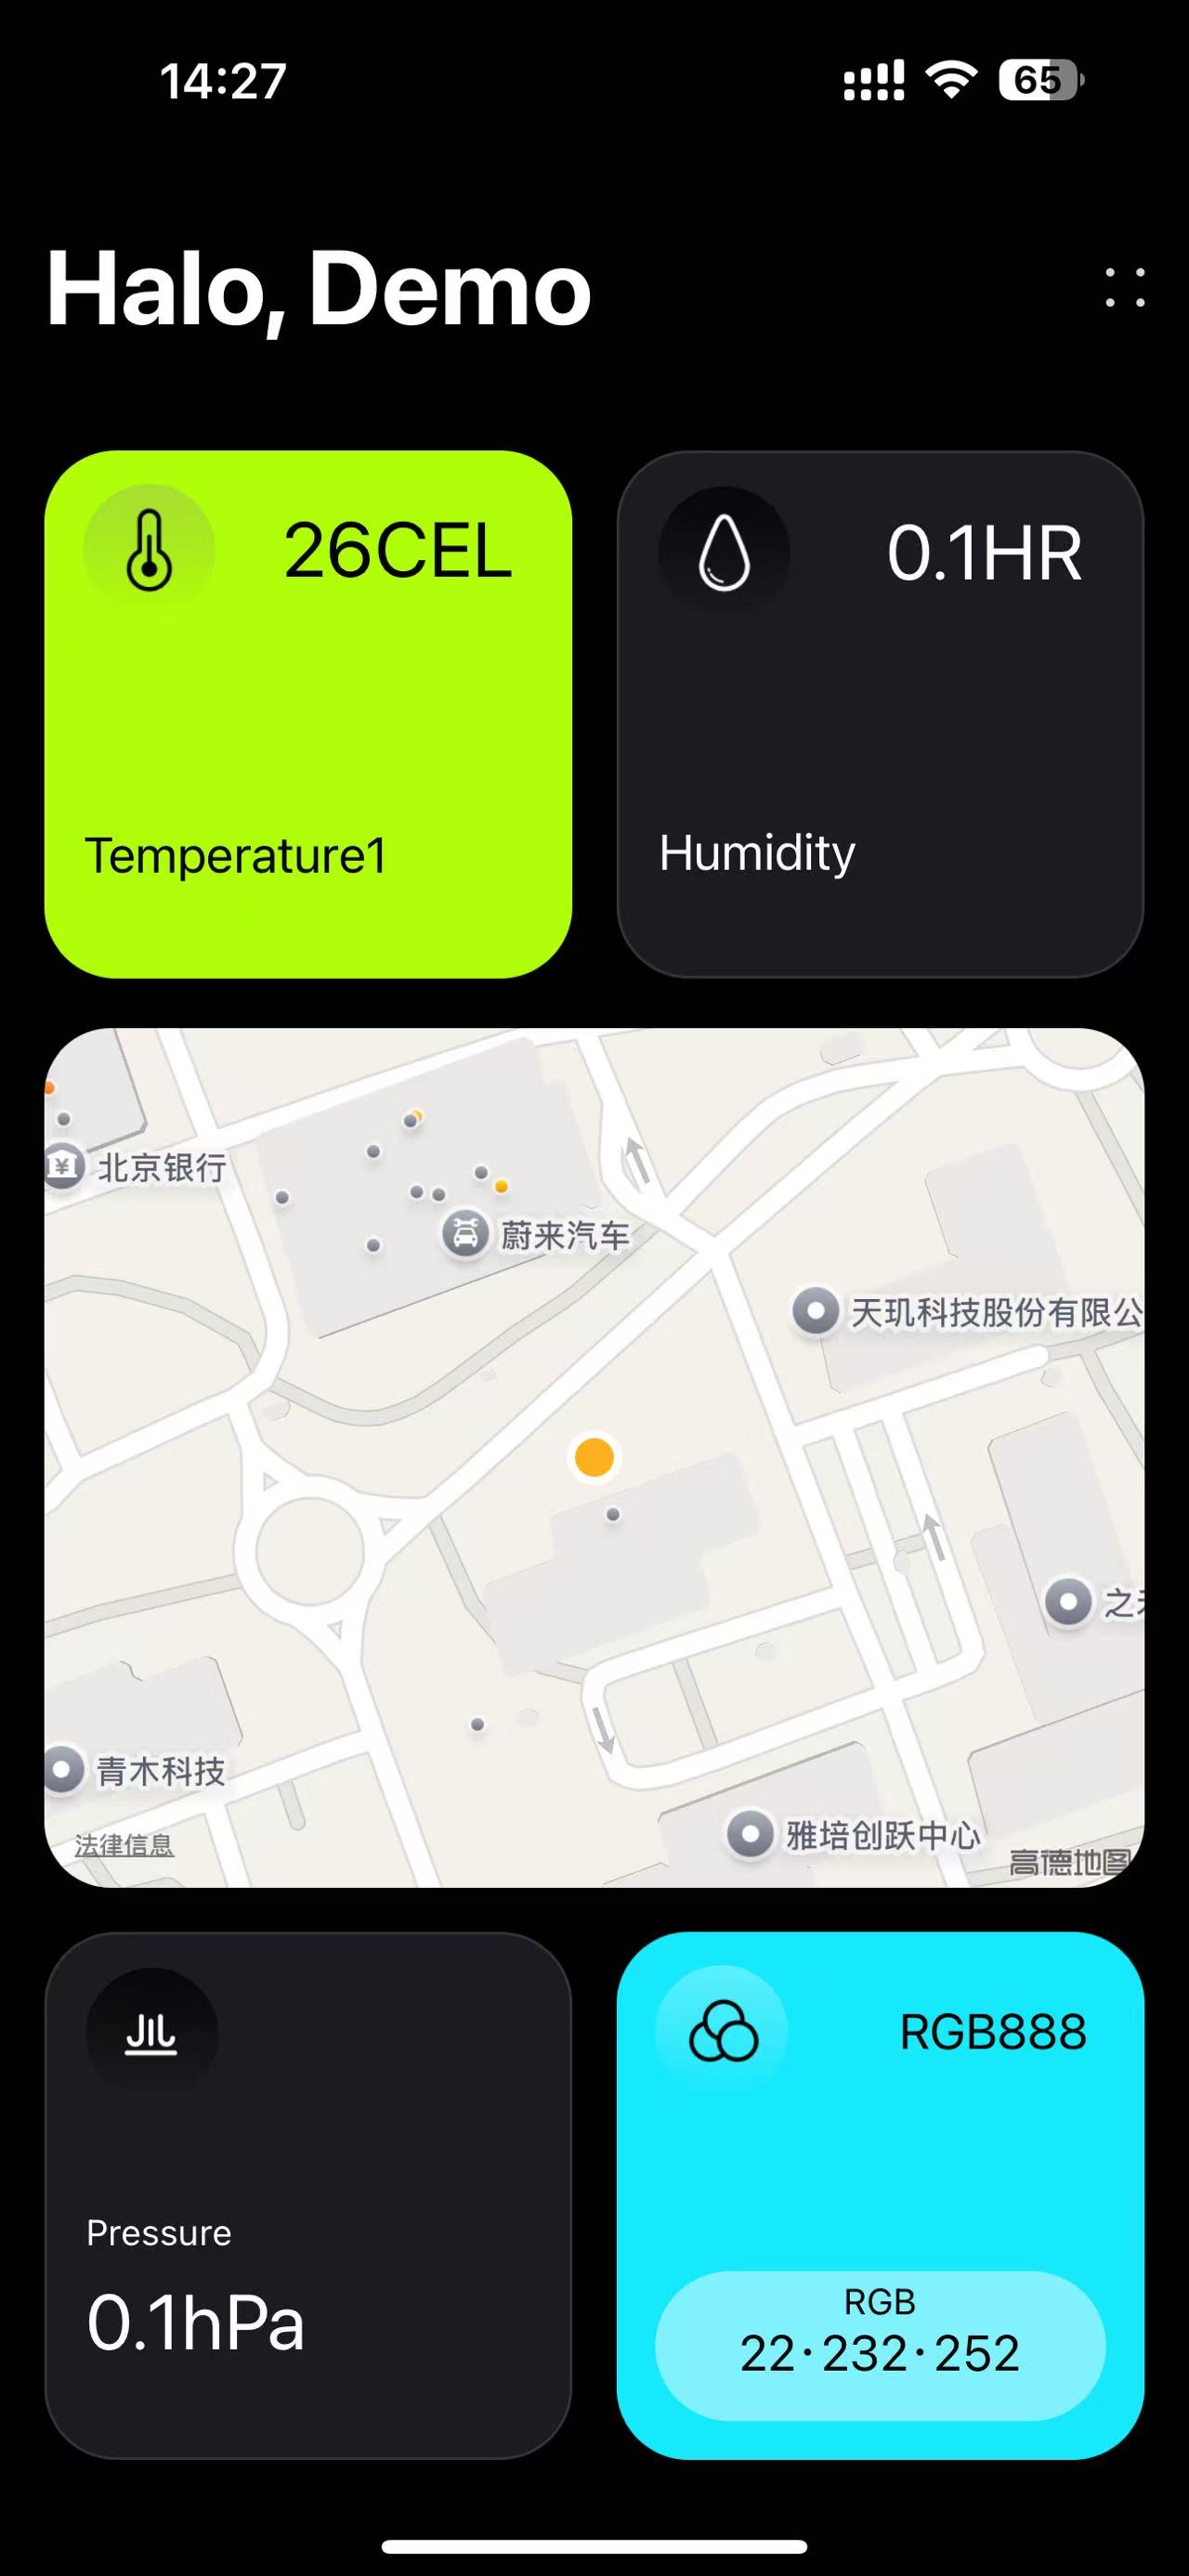 14:27
65
Halo, Demo
26CEL
Temperature1
0.1HR
Humidity
北京银行
蔚来汽车
天玑科技股份有限公
之
青木科技
雅培创跃中心
法律信息
高德地图
Pressure
0.1hPa
RGB888
RGB
22·232·252